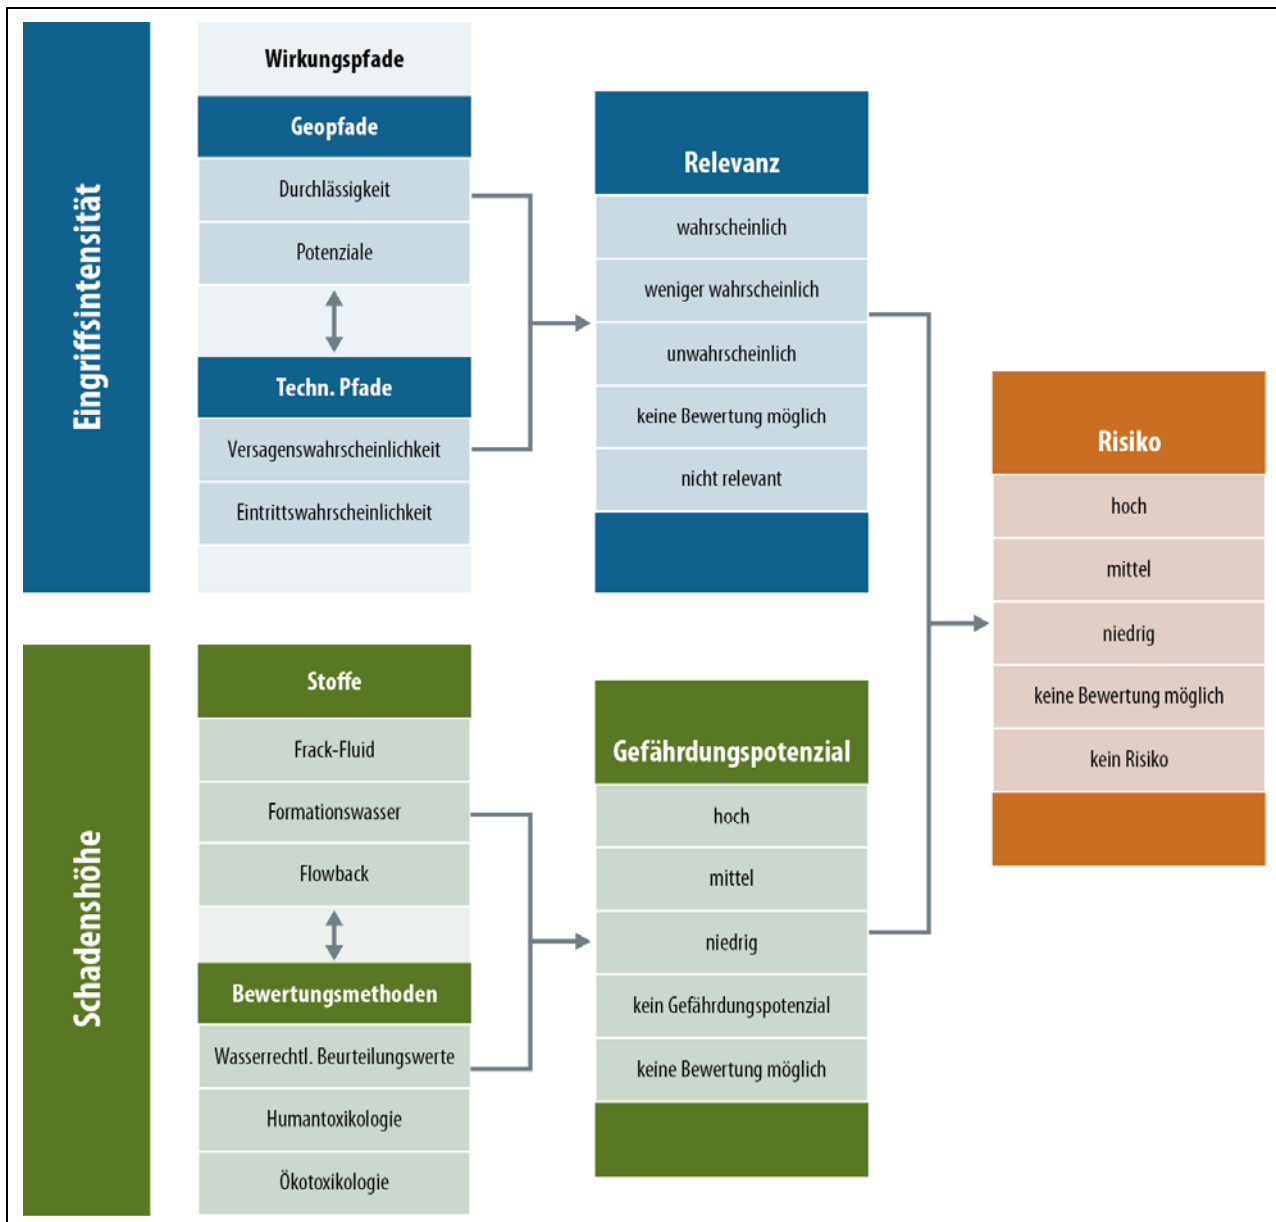 Eingriffsintensität
Wirkungspfade
Geopfade
Durchlässigkeit
Potenziale
Techn. Pfade
Versagenswahrscheinlichkeit
Eintrittswahrscheinlichkeit
Relevanz
wahrscheinlich
weniger wahrscheinlich
unwahrscheinlich
keine Bewertung möglich
nicht relevant
Schadenshöhe
Stoffe
Frack-Fluid
Formationswasser
Flowback
Bewertungsmethoden
Wasserrechtl. Beurteilungswerte
Humantoxikologie
Ökotoxikologie
Gefährdungspotenzial
hoch
mittel
niedrig
kein Gefährdungspotenzial
keine Bewertung möglich
Risiko
hoch
mittel
niedrig
keine Bewertung möglich
kein Risiko